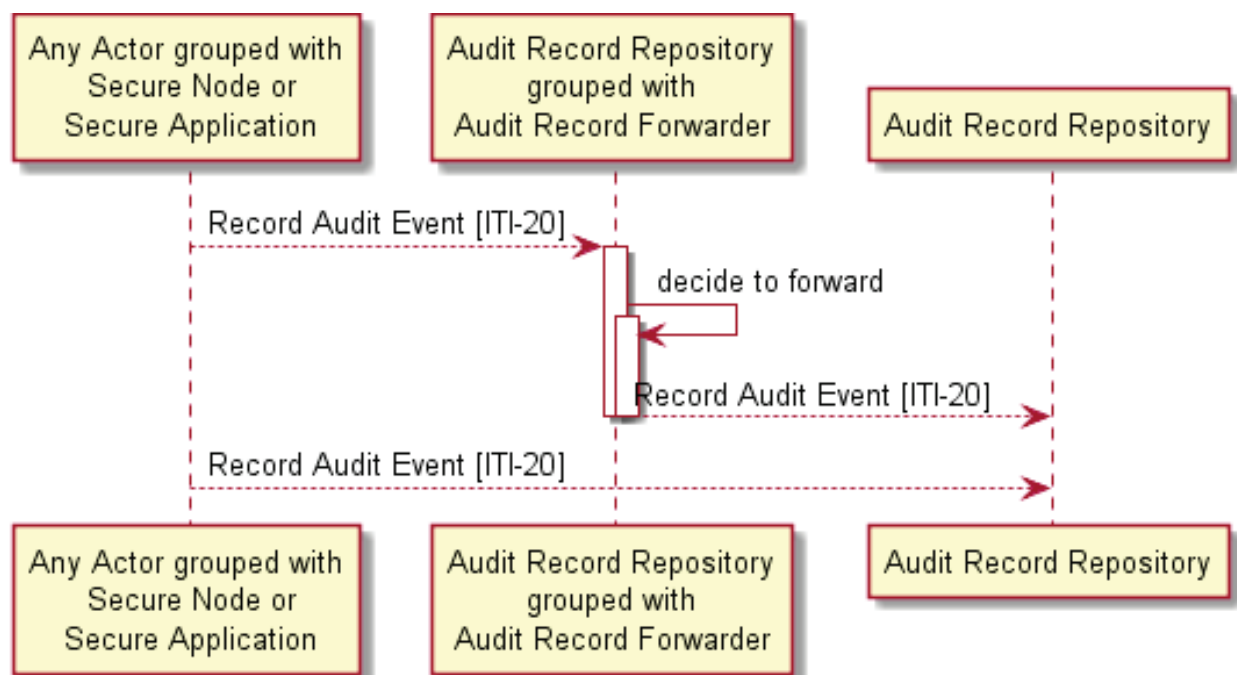 Any Actor grouped with
Secure Node or
Secure Application
Audit Record Repository
grouped with
Audit Record Forwarder
Audit Record Repository
Record Audit Event [ITI-20]
decide to forward
Record Audit Event [ITI-20]
Record Audit Event [ITI-20]
Any Actor grouped with
Secure Node or
Secure Application
Audit Record Repository
grouped with
Audit Record Forwarder
Audit Record Repository